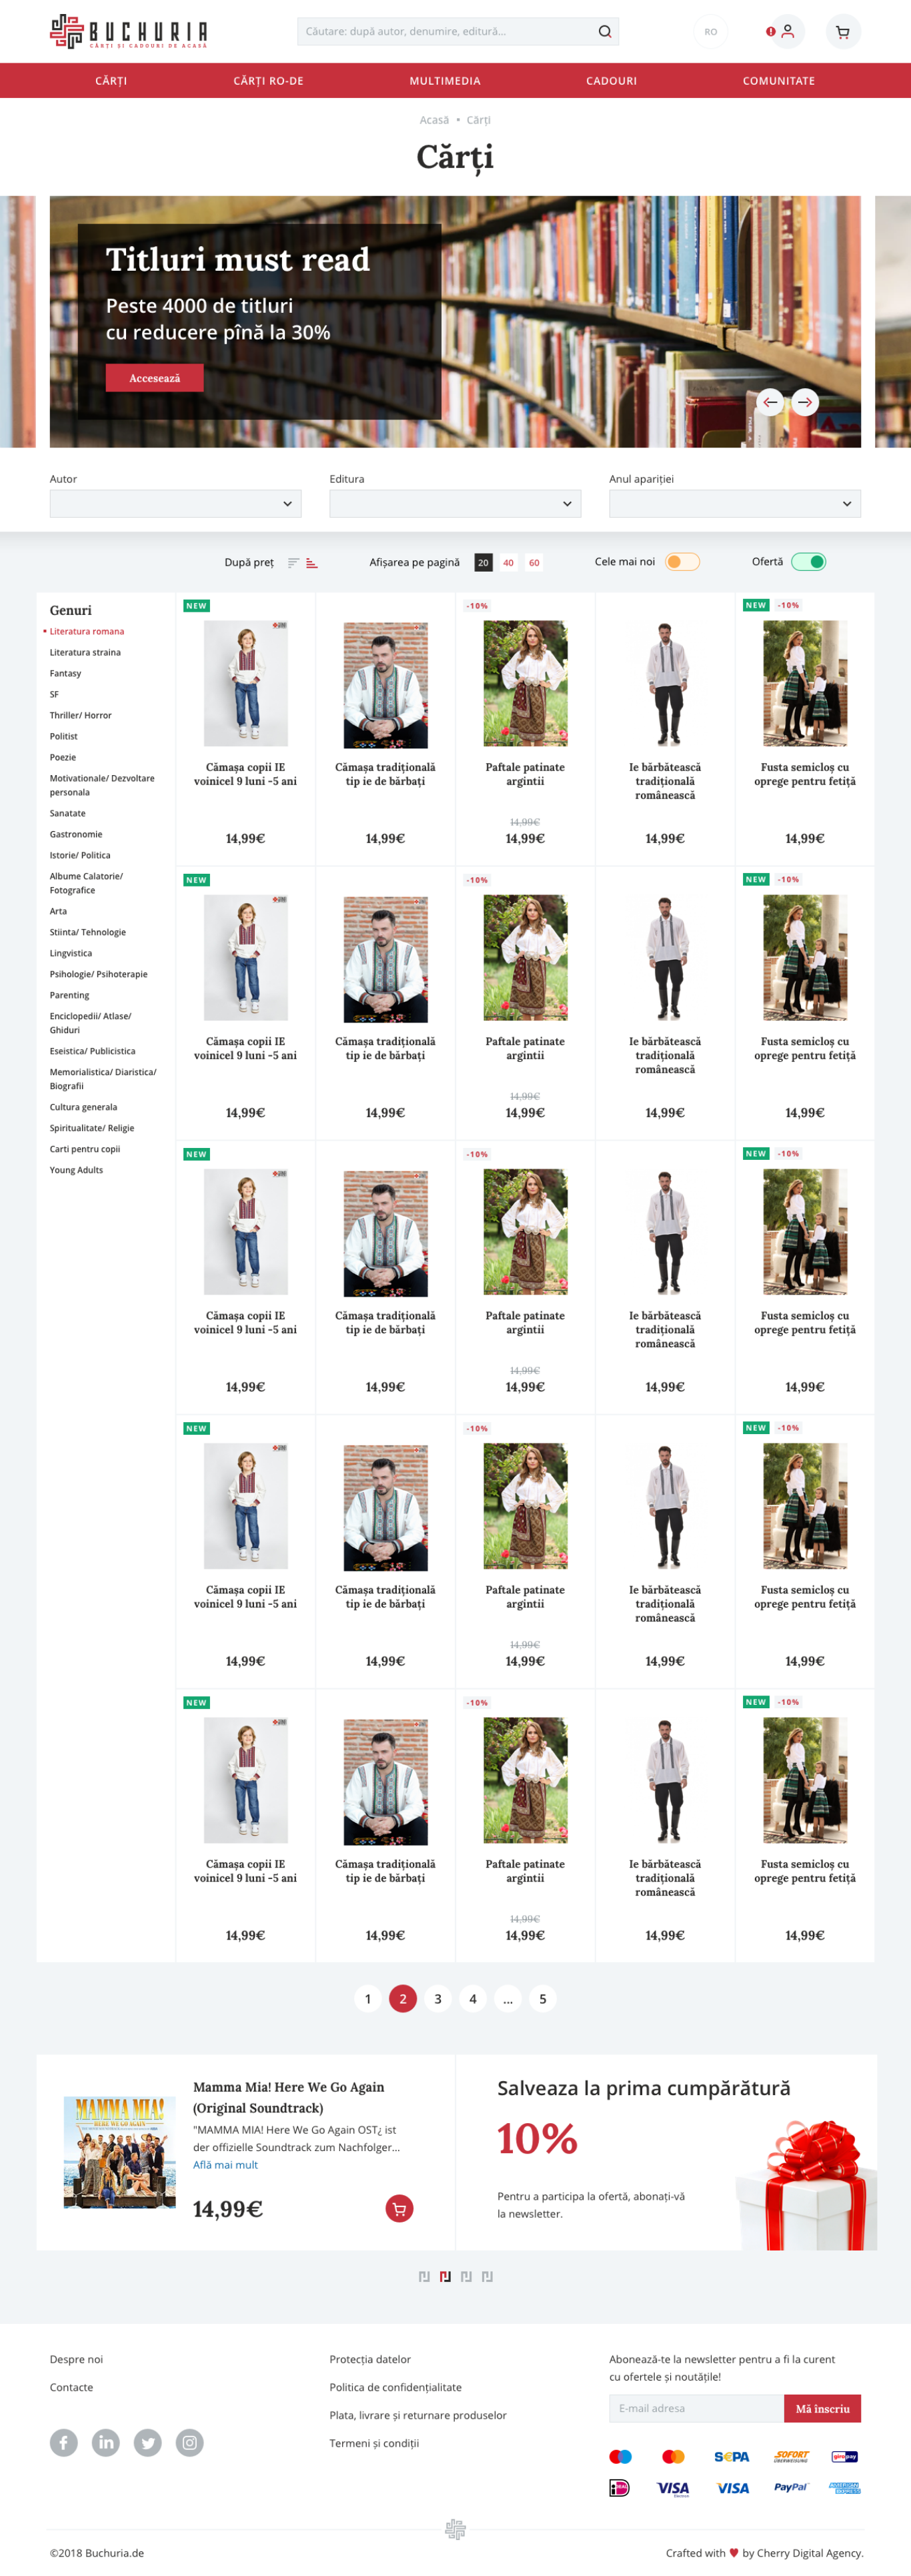 BUCHURIA
CĂRȚI ȘI CADOURI DE ACASĂ
Căutare: după autor, denumire, editură...
RO
CĂRȚI
CĂRȚI RO-DE
MULTIMEDIA
CADOURI
COMUNITATE
Acasă • Cărți
Cărți
Titluri must read
Peste 4000 de titluri
cu reducere pînă la 30%
Accesează
Autor
Editura
Anul apariției
După preț
Afișarea pe pagină
20
40
60
Cele mai noi
Ofertă
Genuri
• Literatura romana
Literatura straina
Fantasy
SF
Thriller/ Horror
Politist
Poezie
Motivationale/ Dezvoltare
personala
Sanatate
Gastronomie
Istorie/ Politica
Albume Calatorie/
Fotografice
Arta
Stiinta/ Tehnologie
Lingvistica
Psihologie/ Psihoterapie
Parenting
Enciclopedii/ Atlase/
Ghiduri
Eseistica/ Publicistica
Memorialistica/ Diaristica/
Biografii
Cultura generala
Spiritualitate/ Religie
Carti pentru copii
Young Adults
NEW
Cămașa copii IE
voinicel 9 luni -5 ani
14,99€
Cămașa tradițională
tip ie de bărbați
14,99€
-10%
Paftale patinate
argintii
14,99€
14,99€
Ie bărbătească
tradițională
românească
14,99€
NEW -10%
Fusta semicloș cu
oprege pentru fetiță
14,99€
NEW
Cămașa copii IE
voinicel 9 luni -5 ani
14,99€
Cămașa tradițională
tip ie de bărbați
14,99€
-10%
Paftale patinate
argintii
14,99€
14,99€
Ie bărbătească
tradițională
românească
14,99€
NEW -10%
Fusta semicloș cu
oprege pentru fetiță
14,99€
NEW
Cămașa copii IE
voinicel 9 luni -5 ani
14,99€
Cămașa tradițională
tip ie de bărbați
14,99€
-10%
Paftale patinate
argintii
14,99€
14,99€
Ie bărbătească
tradițională
românească
14,99€
NEW -10%
Fusta semicloș cu
oprege pentru fetiță
14,99€
NEW
Cămașa copii IE
voinicel 9 luni -5 ani
14,99€
Cămașa tradițională
tip ie de bărbați
14,99€
-10%
Paftale patinate
argintii
14,99€
14,99€
Ie bărbătească
tradițională
românească
14,99€
NEW -10%
Fusta semicloș cu
oprege pentru fetiță
14,99€
NEW
Cămașa copii IE
voinicel 9 luni -5 ani
14,99€
Cămașa tradițională
tip ie de bărbați
14,99€
-10%
Paftale patinate
argintii
14,99€
14,99€
Ie bărbătească
tradițională
românească
14,99€
NEW -10%
Fusta semicloș cu
oprege pentru fetiță
14,99€
1 2 3 4 ... 5
MAMMA MIA!
HERE WE GO AGAIN
Mamma Mia! Here We Go Again
(Original Soundtrack)
"MAMMA MIA! Here We Go Again OST¿ ist
der offizielle Soundtrack zum Nachfolger...
Află mai mult
14,99€
Salveaza la prima cumpărătură
10%
Pentru a participa la ofertă, abonați-vă
la newsletter.
Despre noi
Contacte
Protecția datelor
Politica de confidențialitate
Plata, livrare și returnare produselor
Termeni și condiții
Abonează-te la newsletter pentru a fi la curent
cu ofertele și noutățile!
E-mail adresa
Mă înscriu
SEPA
SOFORT
ÜBERWEISUNG
giropay
iDEAL
VISA
Electron
VISA
PayPal
AMERICAN
EXPRESS
©2018 Buchuria.de
Crafted with ♥ by Cherry Digital Agency.